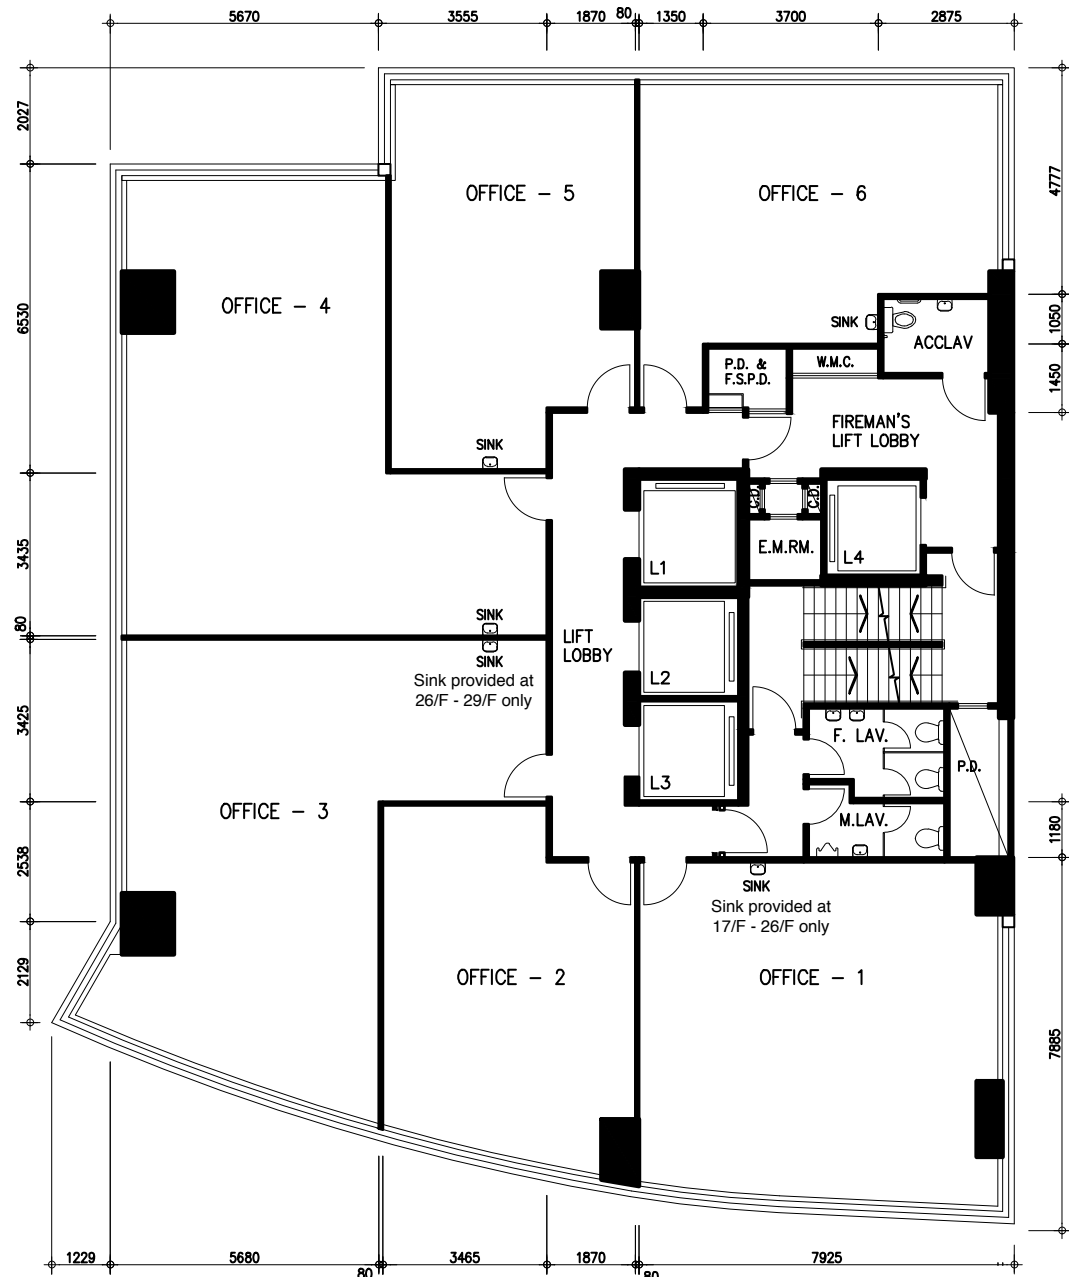 5670
3555
1870
80
1350
3700
2875
2027
6530
3435
80
3425
2538
2129
4777
1050
1450
1180
7885
OFFICE – 5
OFFICE – 6
OFFICE – 4
SINK
ACCLAV
P.D. &
F.S.P.D.
W.M.C.
FIREMAN'S
LIFT LOBBY
SINK
C.D.
C.D.
E.M.RM.
L4
L1
SINK
SINK
Sink provided at
26/F - 29/F only
LIFT
LOBBY
L2
L3
F. LAV.
P.D.
M.LAV.
OFFICE – 3
SINK
Sink provided at
17/F - 26/F only
OFFICE – 2
OFFICE – 1
1229
5680
80
3465
1870
80
7925